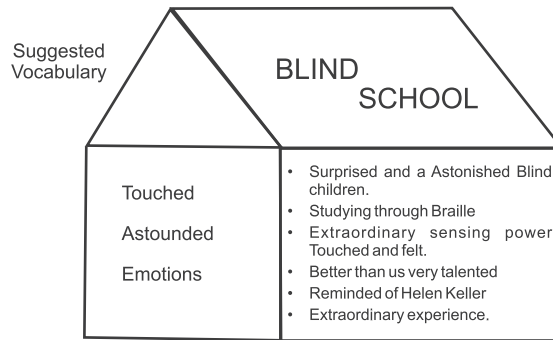 Suggested
Vocabulary
BLIND
SCHOOL
Touched
Astounded
Emotions
• Surprised and a Astonished Blind
children.
• Studying through Braille
• Extraordinary sensing power
Touched and felt.
• Better than us very talented
• Reminded of Helen Keller
• Extraordinary experience.